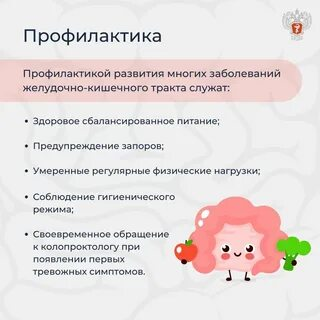 Профилактика
Профилактикой развития многих заболеваний
желудочно-кишечного тракта служат:
• Здоровое сбалансированное питание;
• Предупреждение запоров;
• Умеренные регулярные физические нагрузки;
• Соблюдение гигиенического
режима;
• Своевременное обращение
к колопроктологу при
появлении первых
тревожных симптомов.